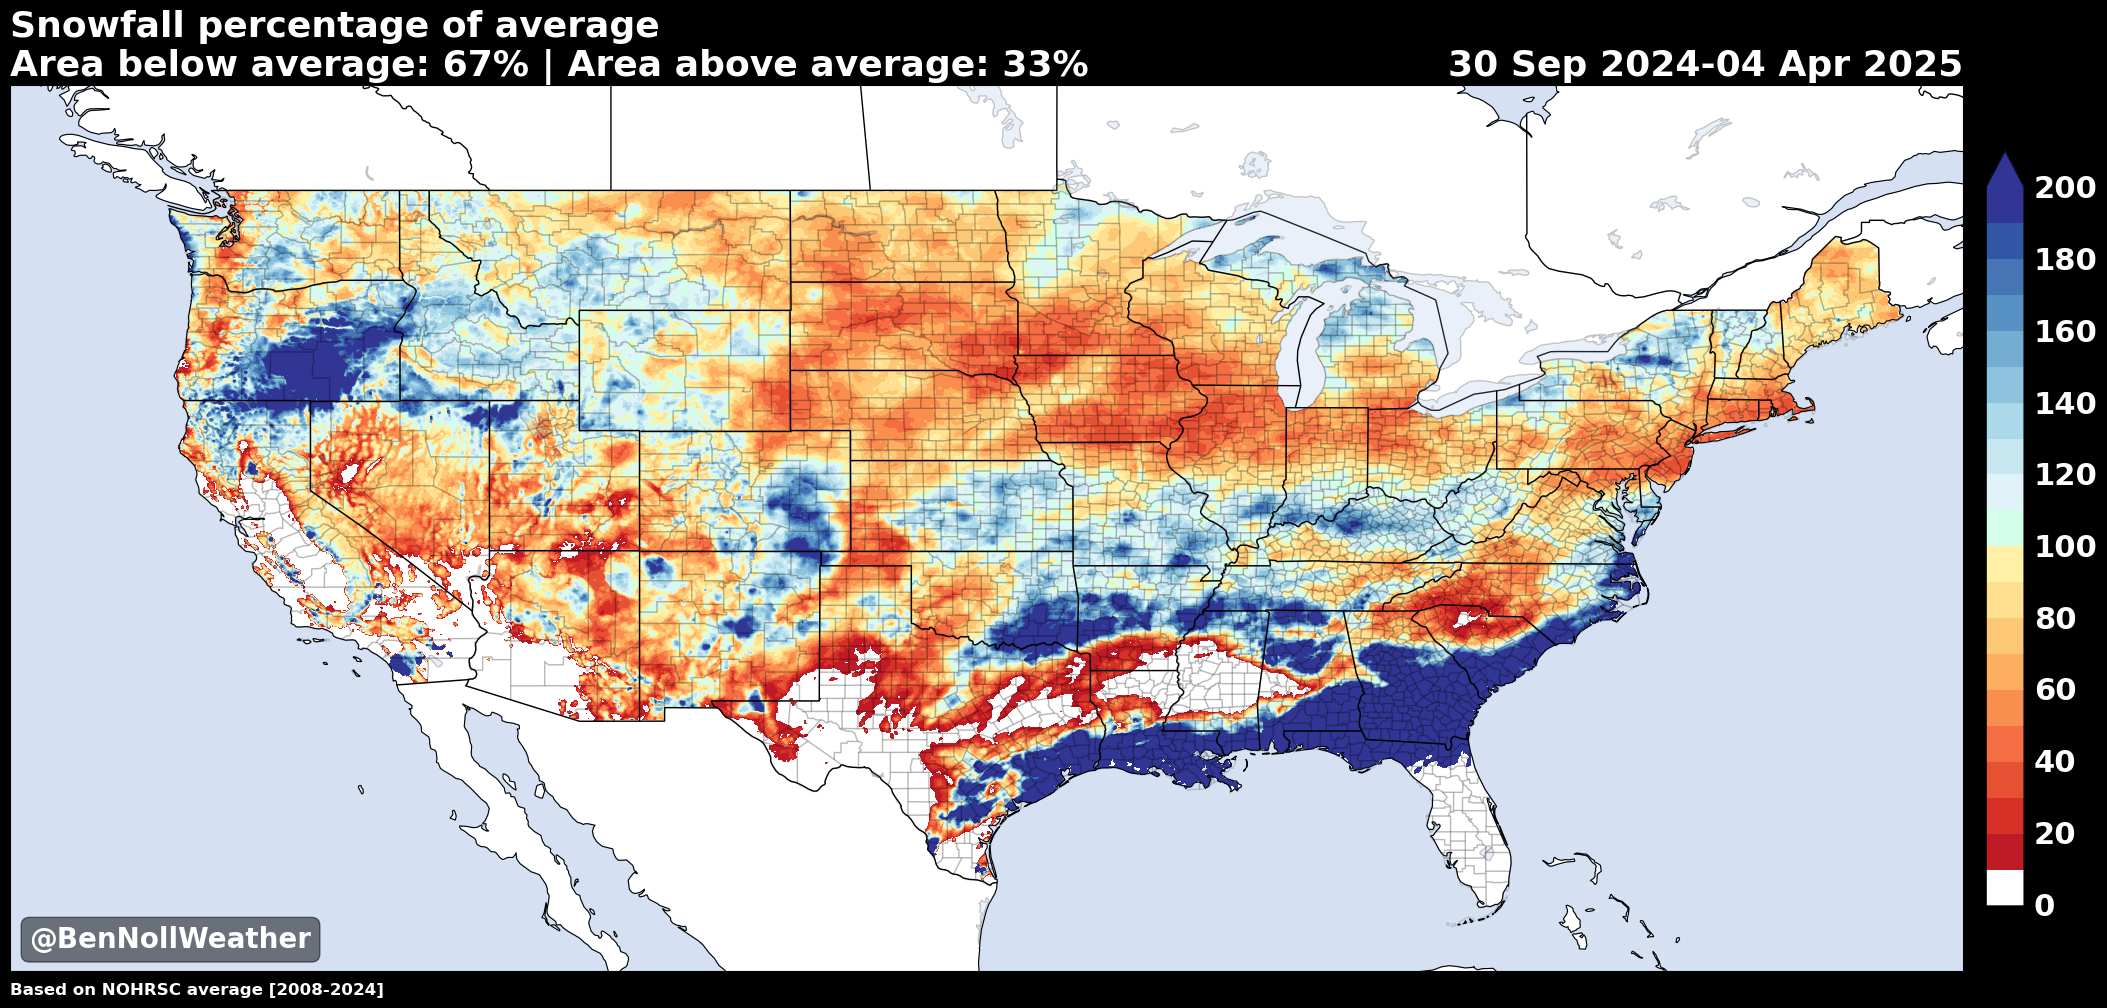 Snowfall percentage of average
Area below average: 67% | Area above average: 33%
30 Sep 2024-04 Apr 2025
200
180
160
140
120
100
80
60
40
20
0
@BenNollWeather
Based on NOHRSC average [2008-2024]